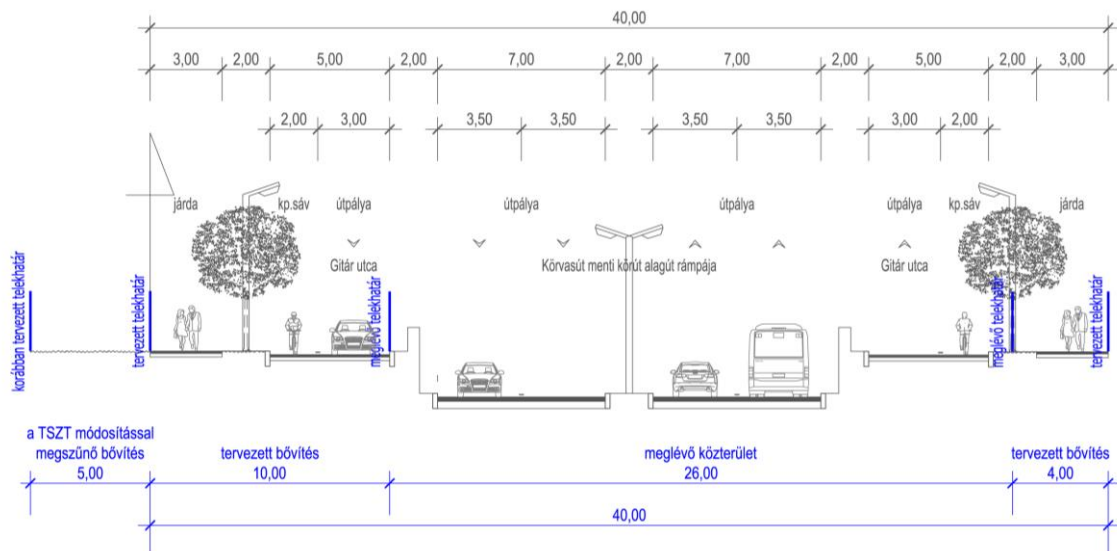 40,00
3,00 2,00 5,00 2,00 7,00 2,00 7,00 2,00 5,00 2,00 3,00
2,00 3,00 3,50 3,50 3,50 3,50 3,00 2,00
járda kp.sáv útpálya útpálya útpálya útpálya kp.sáv járda
Gitár utca Körvasút menti körút alagút rámpája Gitár utca
korábban tervezett telekhatár
tervezett telekhatár
meglévő telekhatár
meglévő telekhatár
tervezett telekhatár
a TSZT módosítással
megszűnő bővítés tervezett bővítés meglévő közterület tervezett bővítés
5,00 10,00 26,00 4,00
40,00